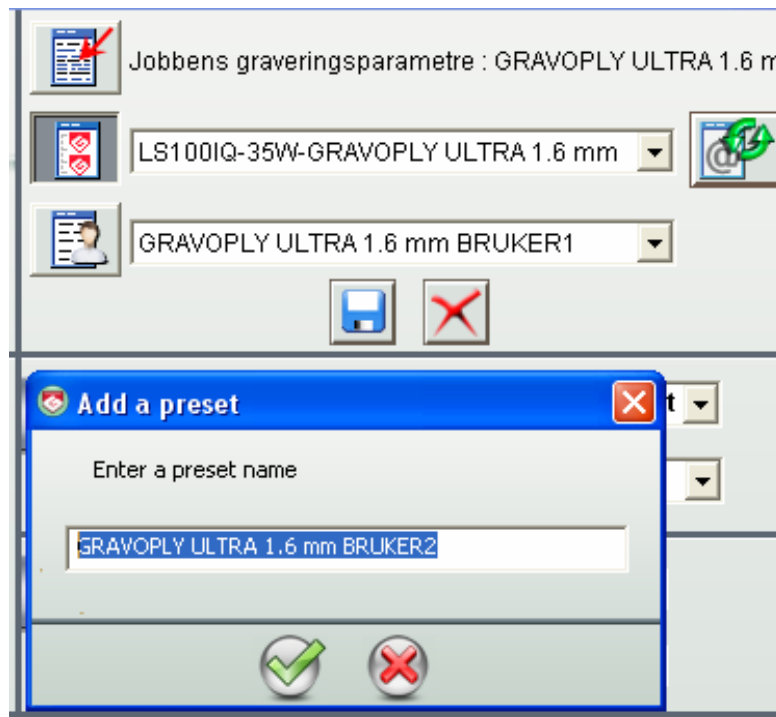 Jobbens graveringsparametre : GRAVOPLY ULTRA 1.6 m
LS100IQ-35W-GRAVOPLY ULTRA 1.6 mm
GRAVOPLY ULTRA 1.6 mm BRUKER1
Add a preset
t
Enter a preset name
GRAVOPLY ULTRA 1.6 mm BRUKER2